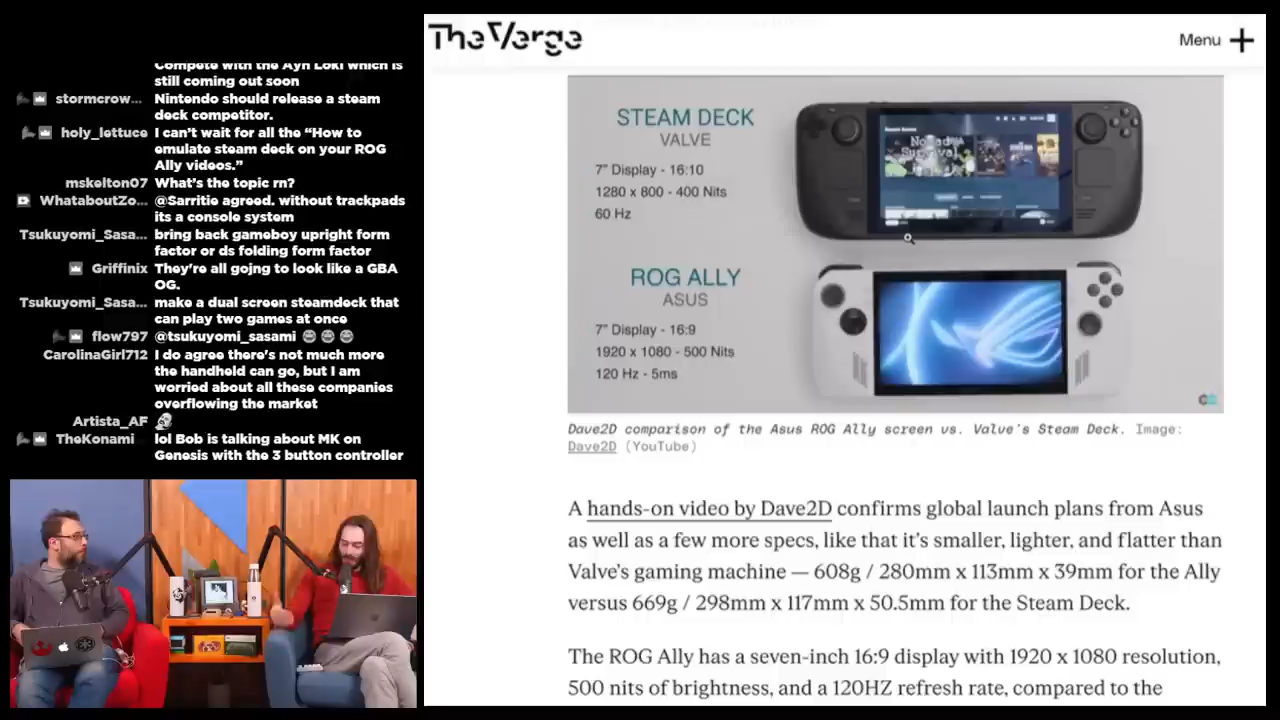 Compete with the Ayn Loki which is
still coming out soon
stormcrow... Nintendo should release a steam
deck competitor.
holy_lettuce I can't wait for all the "How to
emulate steam deck on your ROG
Ally videos."
mskelton07 What's the topic rn?
WhataboutZo... @Sarritie agreed. without trackpads
its a console system
Tsukuyomi_Sasa... bring back gameboy upright form
factor or ds folding form factor
Griffinix They're all gojng to look like a GBA
OG.
Tsukuyomi_Sasa... make a dual screen steamdeck that
can play two games at once
flow797 @tsukuyomi_sasami
CarolinaGirl712 I do agree there's not much more
the handheld can go, but I am
worried about all these companies
overflowing the market
Artista_AF
TheKonami lol Bob is talking about MK on
Genesis with the 3 button controller
The Verge
Menu
STEAM DECK
VALVE
7" Display - 16:10
1280 x 800 - 400 Nits
60 Hz
ROG ALLY
ASUS
7" Display - 16:9
1920 x 1080 - 500 Nits
120 Hz - 5ms
Dave2D comparison of the Asus ROG Ally screen vs. Valve's Steam Deck. Image:
Dave2D (YouTube)
A hands-on video by Dave2D confirms global launch plans from Asus
as well as a few more specs, like that it's smaller, lighter, and flatter than
Valve's gaming machine — 608g / 280mm x 113mm x 39mm for the Ally
versus 669g / 298mm x 117mm x 50.5mm for the Steam Deck.
The ROG Ally has a seven-inch 16:9 display with 1920 x 1080 resolution,
500 nits of brightness, and a 120HZ refresh rate, compared to the